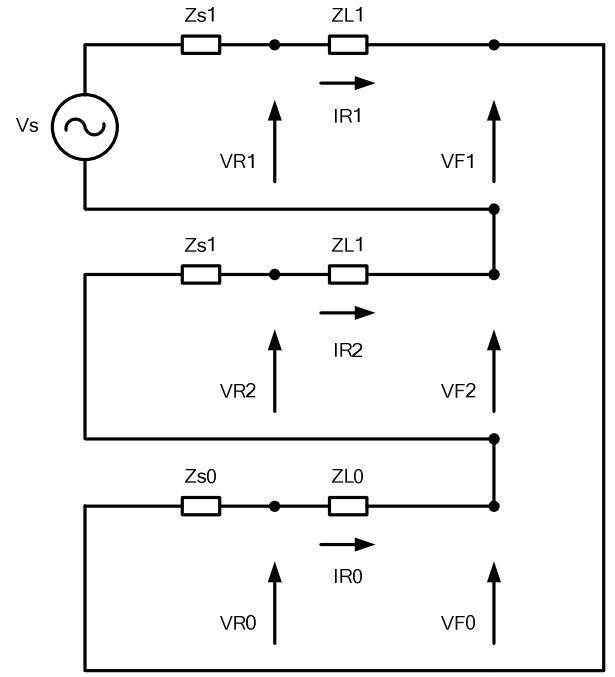 Zs1 ZL1
Vs
IR1
VR1 VF1
Zs1 ZL1
IR2
VR2 VF2
Zs0 ZL0
IR0
VR0 VF0